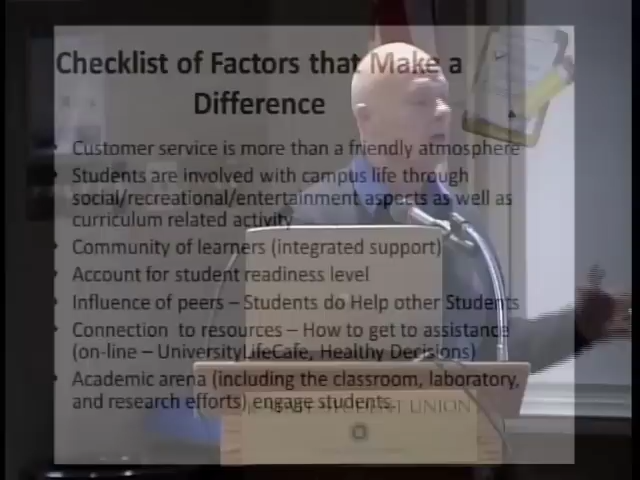 Checklist of Factors that Make a
Difference
• Customer service is more than a friendly atmosphere
• Students are involved with campus life through
social/recreational/entertainment aspects as well as
curriculum related activity
• Community of learners (integrated support)
• Account for student readiness level
• Influence of peers – Students do Help other Students
• Connection to resources – How to get to assistance
(on-line – UniversityLifeCafe, Healthy Decisions)
• Academic arena (including the classroom, laboratory,
and research efforts) engage students
STUDENT UNION